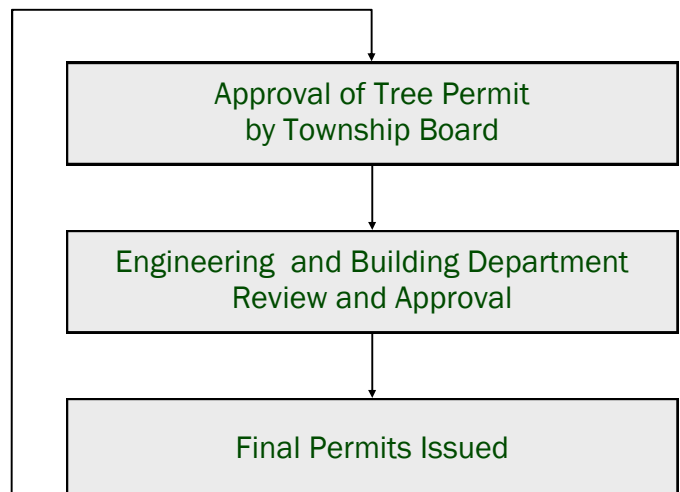 Approval of Tree Permit
by Township Board
Engineering  and Building Department
Review and Approval
Final Permits Issued